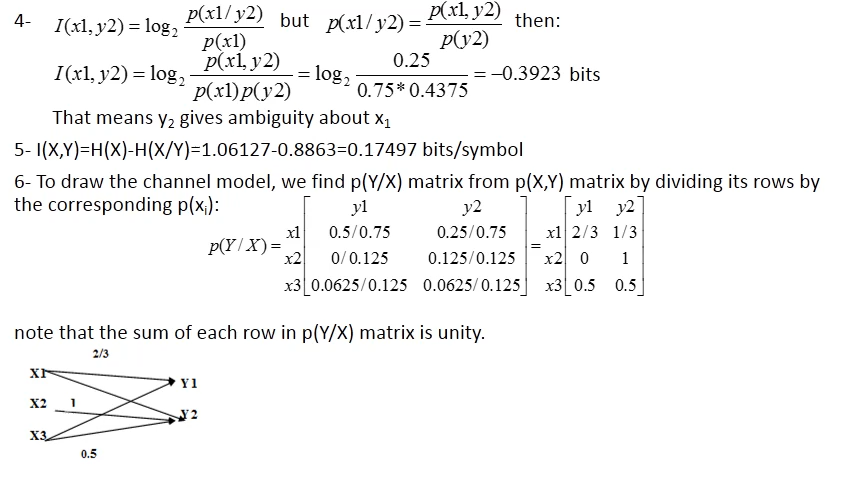 4- I(x1, y2) = log₂ p(x1/ y2) / p(x1) but p(x1/ y2) = p(x1, y2) / p(y2) then:
I(x1, y2) = log₂ p(x1, y2) / p(x1)p(y2) = log₂ 0.25 / 0.75*0.4375 = −0.3923 bits
That means y₂ gives ambiguity about x₁
5- I(X,Y)=H(X)-H(X/Y)=1.06127-0.8863=0.17497 bits/symbol
6- To draw the channel model, we find p(Y/X) matrix from p(X,Y) matrix by dividing its rows by
the corresponding p(xᵢ):
y1 y2 y1 y2
x1 0.5/0.75 0.25/0.75 x1 2/3 1/3
p(Y/ X) = x2 0/0.125 0.125/0.125 = x2 0 1
x3 0.0625/0.125 0.0625/0.125 x3 0.5 0.5
note that the sum of each row in p(Y/X) matrix is unity.
2/3
X1 Y1
X2 1 Y2
X3
0.5